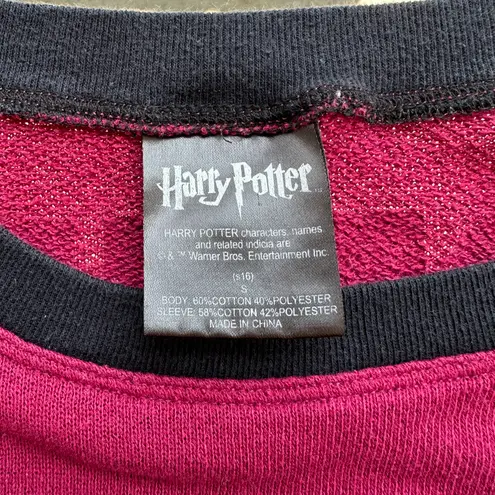 Harry Potter ™
HARRY POTTER characters, names
and related indicia are
© & ™ Warner Bros. Entertainment Inc.
(s16)
S
BODY: 60%COTTON 40%POLYESTER
SLEEVE: 58%COTTON 42%POLYESTER
MADE IN CHINA